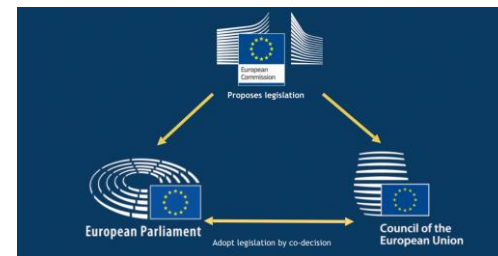 European
Commission
Proposes legislation
European Parliament
Adopt legislation by co-decision
Council of the
European Union